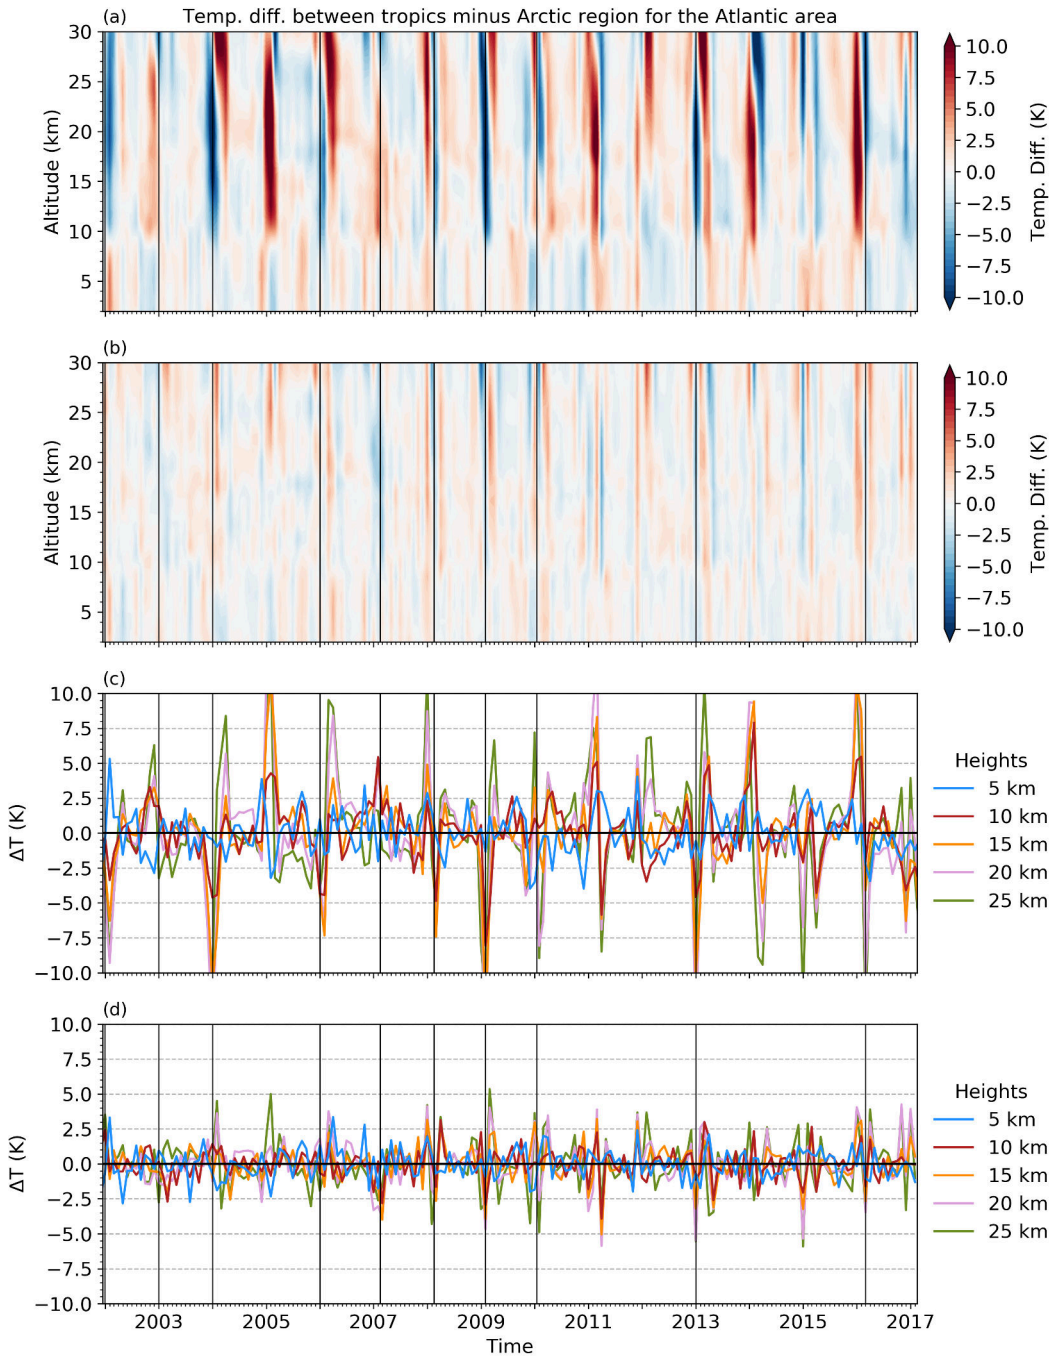 (a) Temp. diff. between tropics minus Arctic region for the Atlantic area
30
25
20
15
10
5
Altitude (km)
10.0
7.5
5.0
2.5
0.0
−2.5
−5.0
−7.5
−10.0
Temp. Diff. (K)
(b)
30
25
20
15
10
5
Altitude (km)
10.0
7.5
5.0
2.5
0.0
−2.5
−5.0
−7.5
−10.0
Temp. Diff. (K)
(c)
10.0
7.5
5.0
2.5
0.0
−2.5
−5.0
−7.5
−10.0
ΔT (K)
Heights
5 km
10 km
15 km
20 km
25 km
(d)
10.0
7.5
5.0
2.5
0.0
−2.5
−5.0
−7.5
−10.0
ΔT (K)
Heights
5 km
10 km
15 km
20 km
25 km
2003 2005 2007 2009 2011 2013 2015 2017
Time